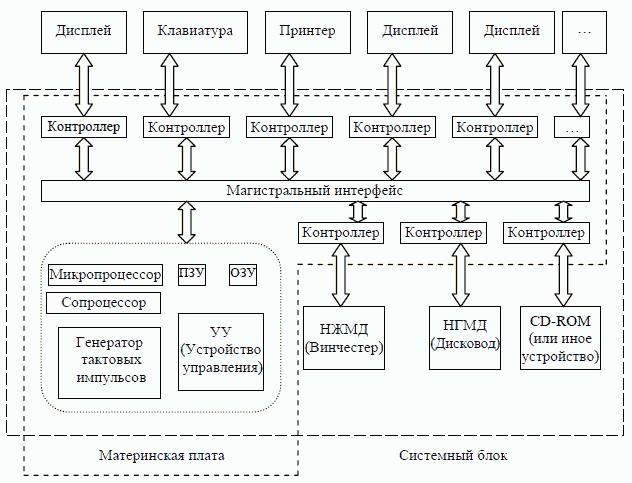 Дисплей
Клавиатура
Принтер
Дисплей
Дисплей
...
Контроллер
Контроллер
Контроллер
Контроллер
Контроллер
...
Магистральный интерфейс
Контроллер
Контроллер
Контроллер
Микропроцессор
ПЗУ
ОЗУ
Сопроцессор
Генератор
тактовых
импульсов
УУ
(Устройство
управления)
НЖМД
(Винчестер)
НГМД
(Дисковод)
CD-ROM
(или иное
устройство)
Материнская плата
Системный блок